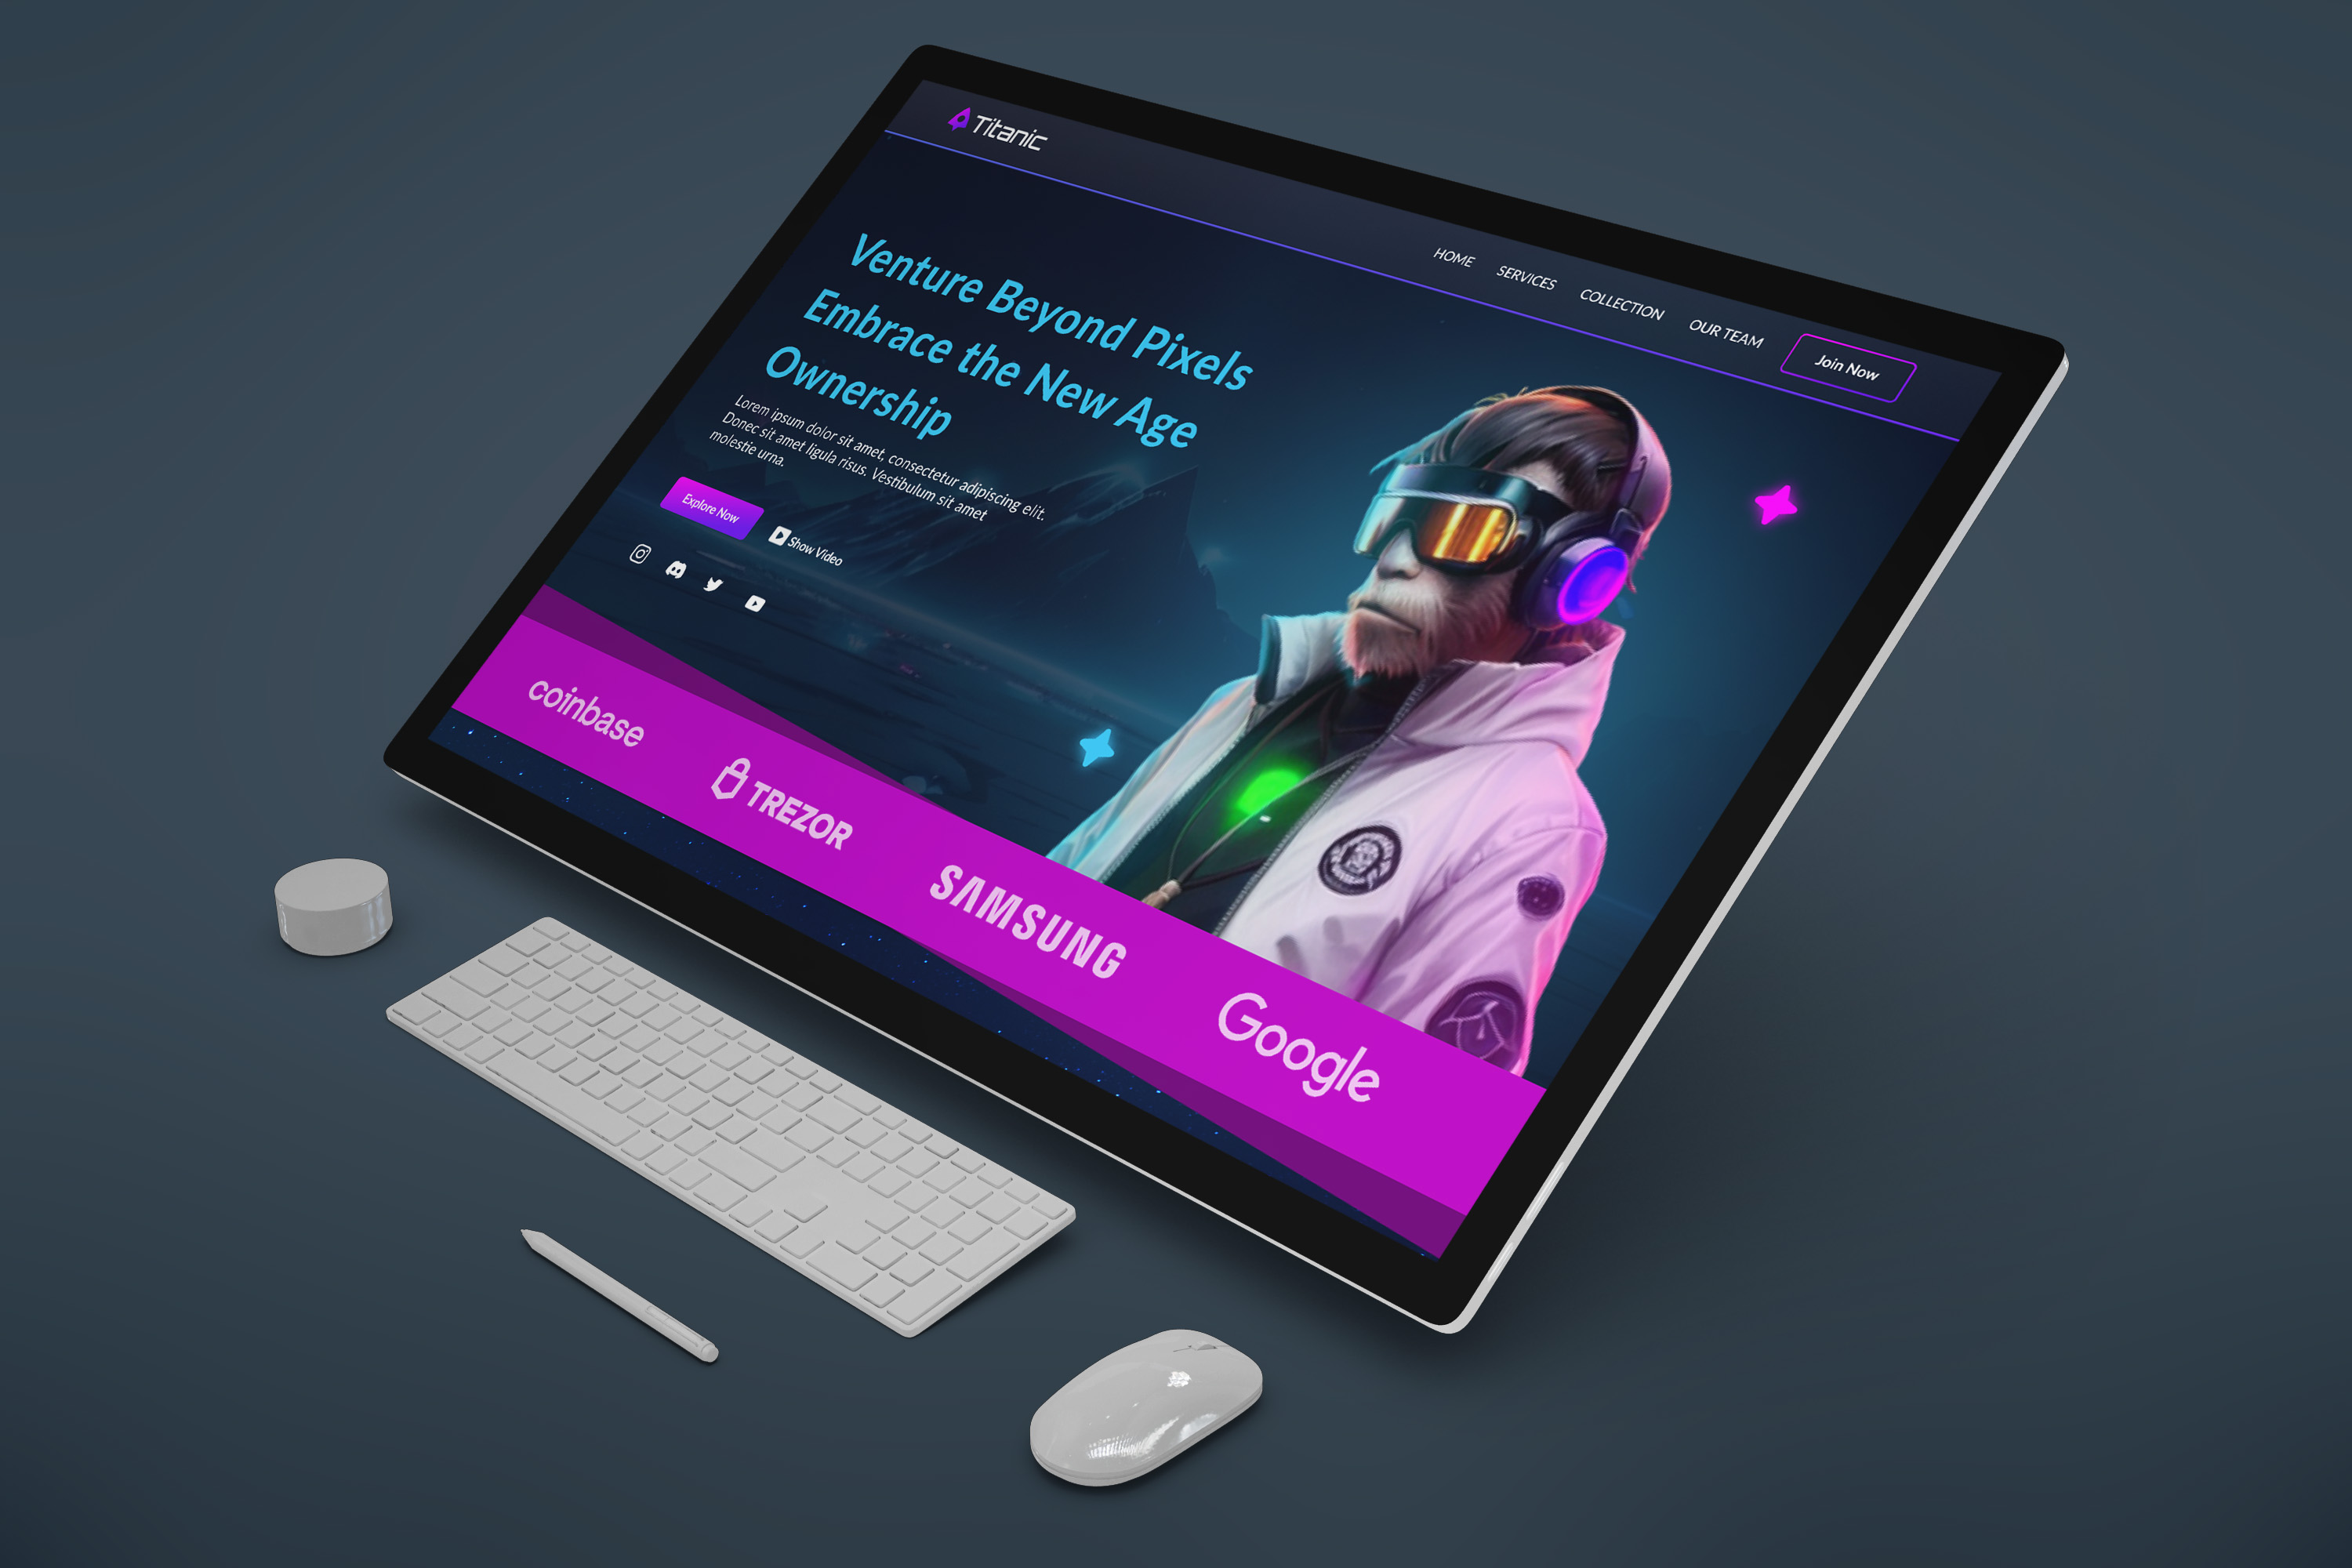 Titanic
HOME SERVICES COLLECTION OUR TEAM Join Now
Venture Beyond Pixels
Embrace the New Age
Ownership
Lorem ipsum dolor sit amet, consectetur adipiscing elit.
Donec sit amet ligula risus. Vestibulum sit amet
molestie urna.
Explore Now Show Video
coinbase TREZOR SAMSUNG Google